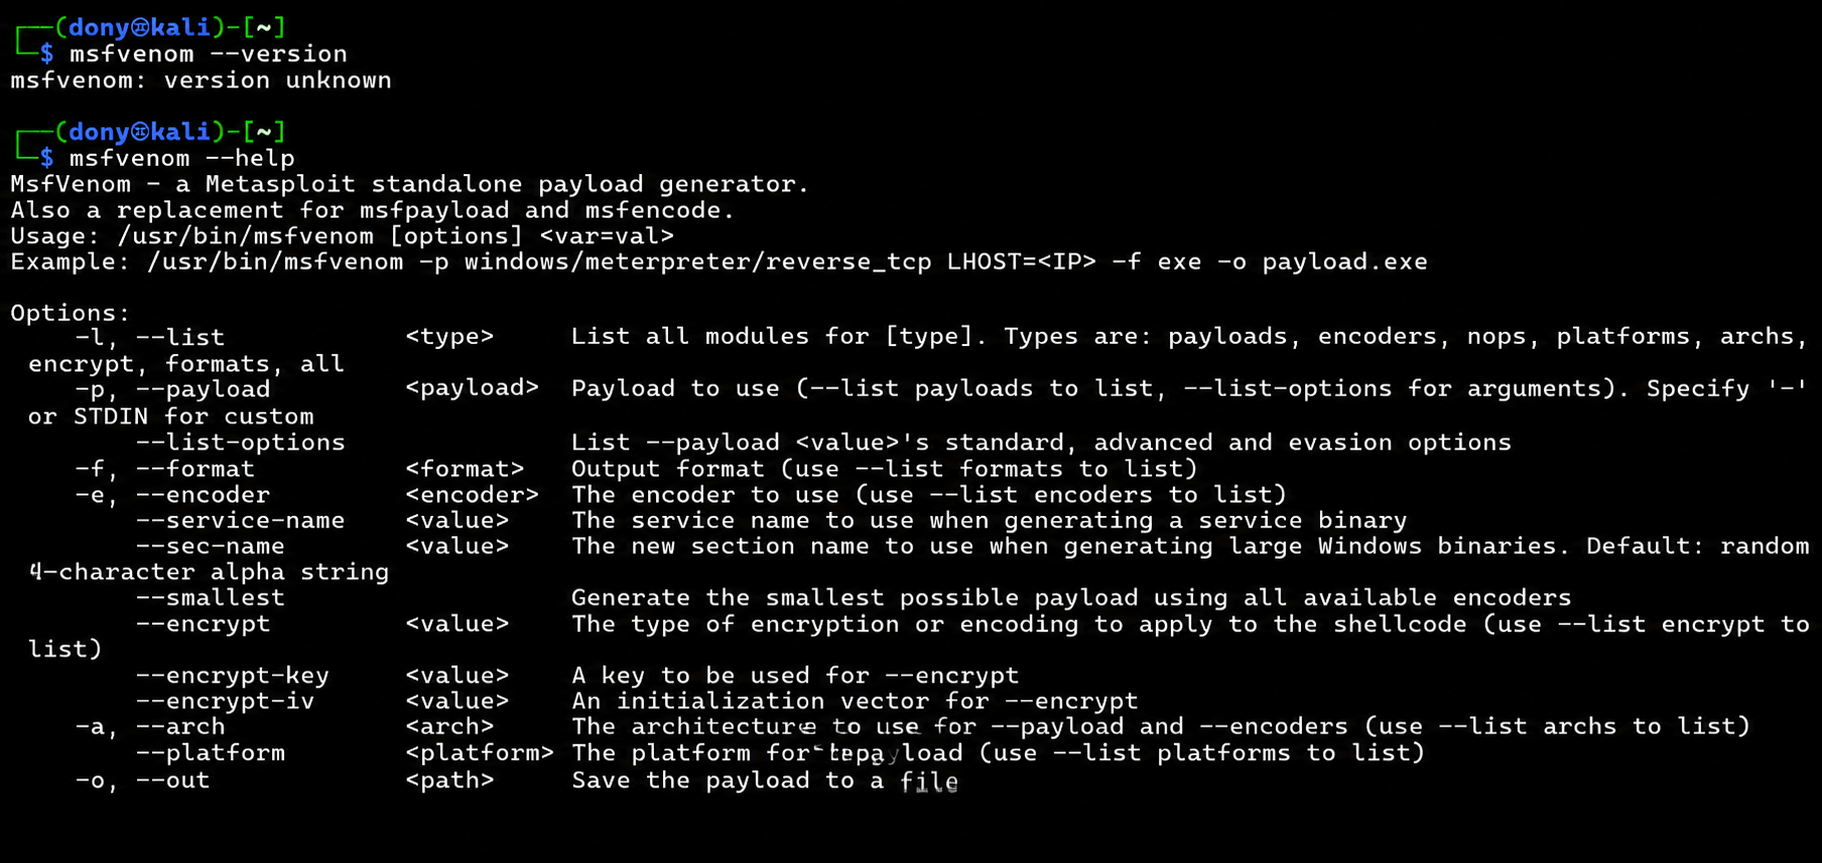 ┌──(dony㉿kali)-[~]
└─$ msfvenom --version
msfvenom: version unknown
┌──(dony㉿kali)-[~]
└─$ msfvenom --help
MsfVenom - a Metasploit standalone payload generator.
Also a replacement for msfpayload and msfencode.
Usage: /usr/bin/msfvenom [options] <var=val>
Example: /usr/bin/msfvenom -p windows/meterpreter/reverse_tcp LHOST=<IP> -f exe -o payload.exe
Options:
-l, --list <type> List all modules for [type]. Types are: payloads, encoders, nops, platforms, archs,
encrypt, formats, all
-p, --payload <payload> Payload to use (--list payloads to list, --list-options for arguments). Specify '-'
or STDIN for custom
--list-options List --payload <value>'s standard, advanced and evasion options
-f, --format <format> Output format (use --list formats to list)
-e, --encoder <encoder> The encoder to use (use --list encoders to list)
--service-name <value> The service name to use when generating a service binary
--sec-name <value> The new section name to use when generating large Windows binaries. Default: random
4-character alpha string
--smallest Generate the smallest possible payload using all available encoders
--encrypt <value> The type of encryption or encoding to apply to the shellcode (use --list encrypt to
list)
--encrypt-key <value> A key to be used for --encrypt
--encrypt-iv <value> An initialization vector for --encrypt
-a, --arch <arch> The architecture to use for --payload and --encoders (use --list archs to list)
--platform <platform> The platform for (use --list platforms to list)
-o, --out <path> Save the payload to a file